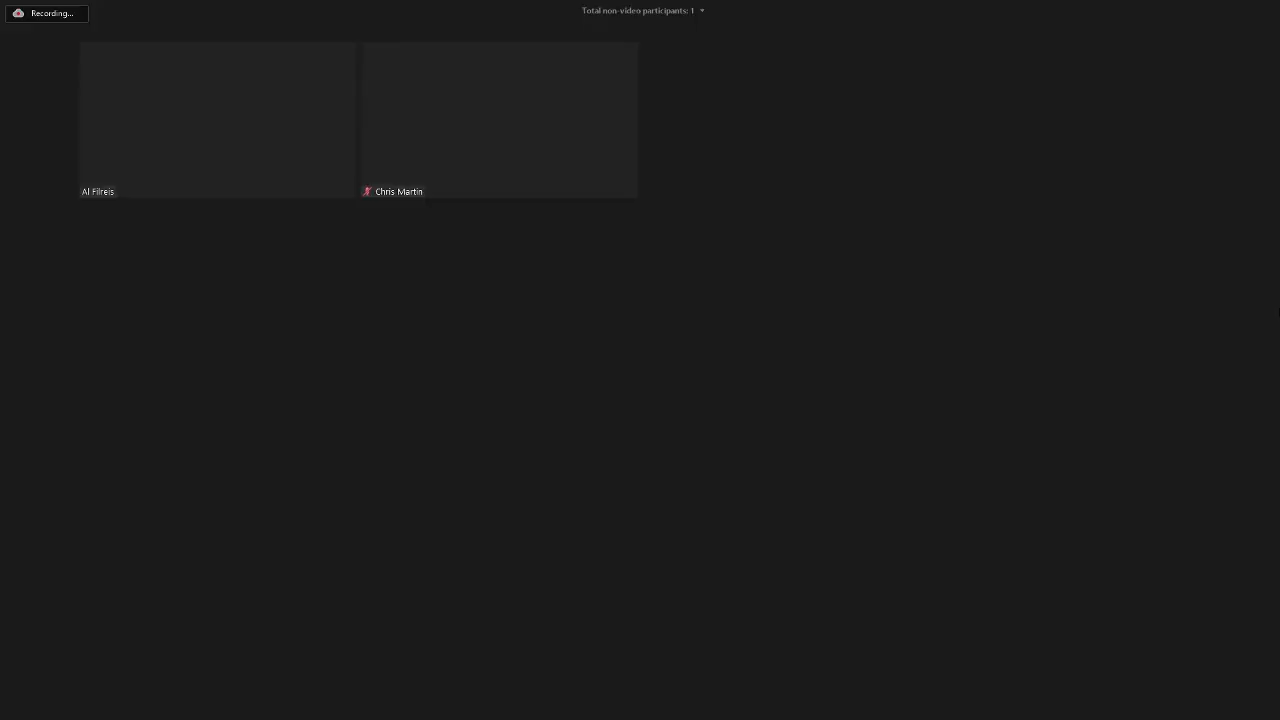 Recording...
Total non-video participants: 1
Al Filreis
Chris Martin